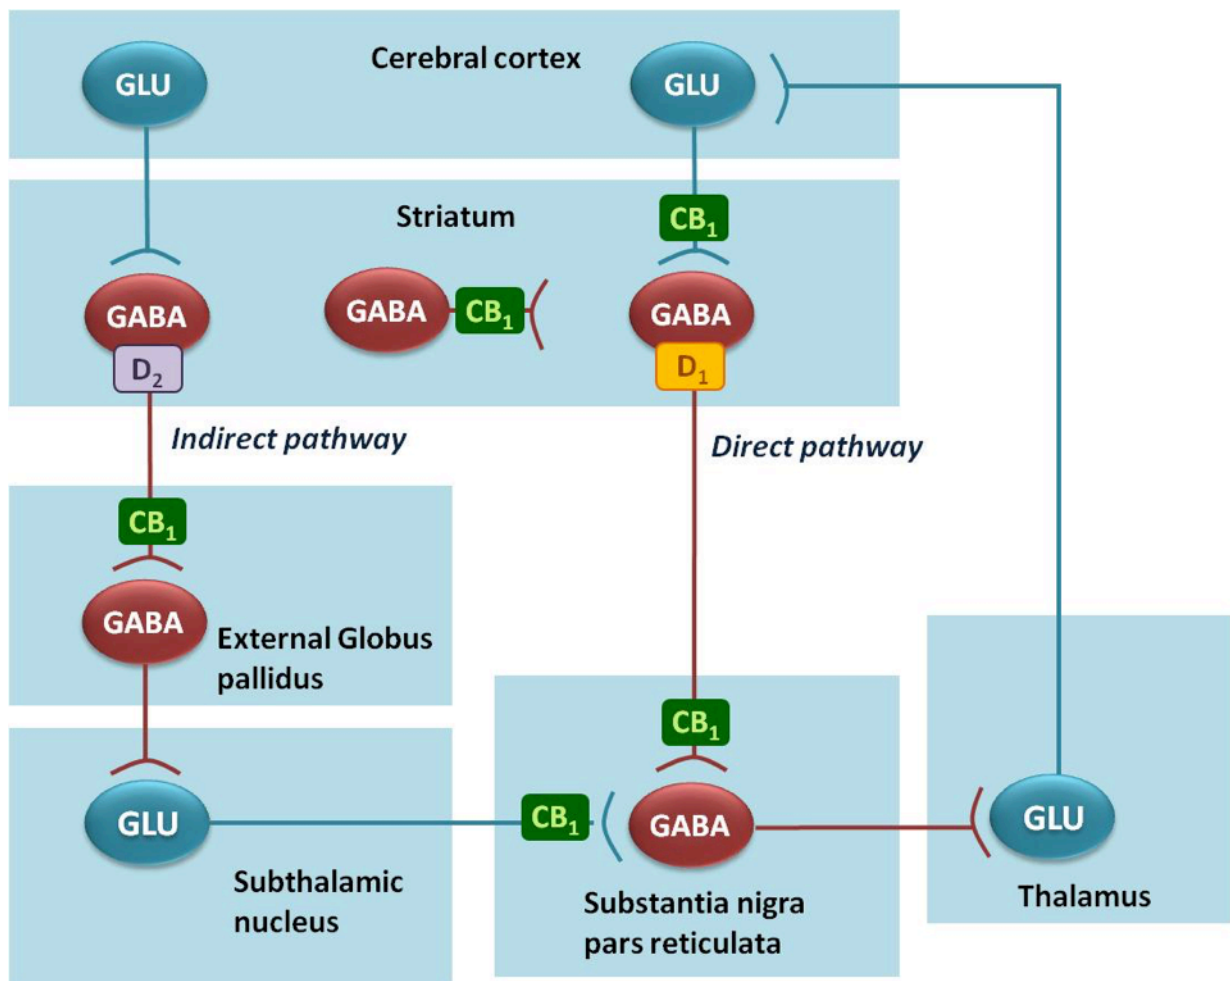 Cerebral cortex
GLU
GLU
Striatum
CB₁
GABA
GABA
CB₁
GABA
D₂
D₁
Indirect pathway
Direct pathway
CB₁
GABA
External Globus
pallidus
CB₁
GLU
CB₁
GABA
GLU
Subthalamic
nucleus
Substantia nigra
pars reticulata
Thalamus